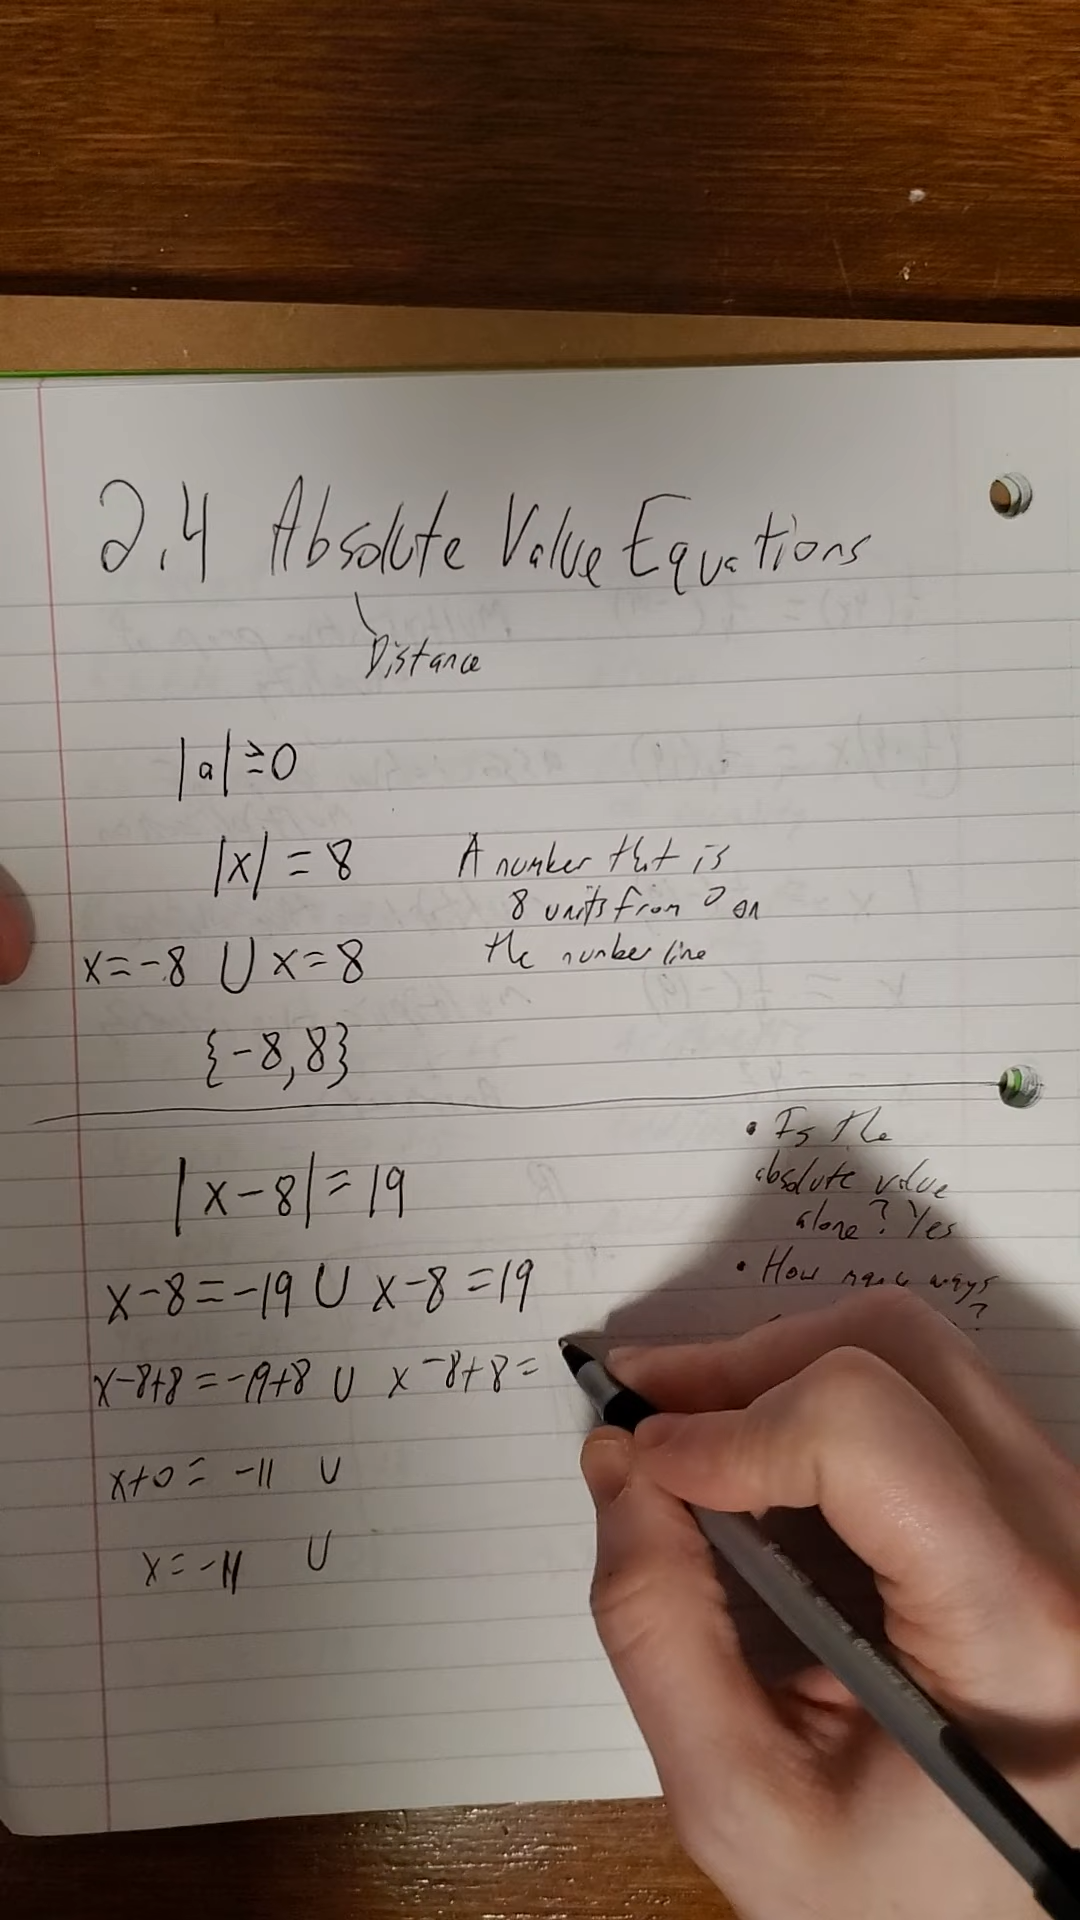 2.4 Absolute Value Equations
Distance
|a| ≥ 0
|x| = 8
A number that is
8 units from 0 on
the number line
x = -8 U x = 8
{-8, 8}
|x-8| = 19
x-8 = -19 U x-8 = 19
x-8+8 = -19+8 U x-8+8 =
x+0 = -11 U
x = -11 U
• Is the
absolute value
alone? Yes
• How many ways
?